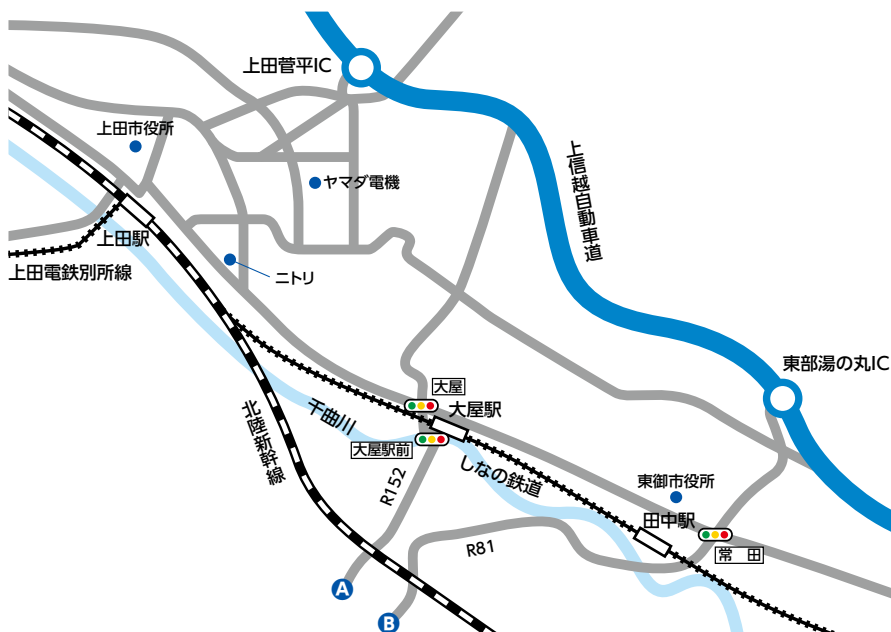 上田菅平IC
上田市役所
ヤマダ電機
上信越自動車道
上田駅
上田電鉄別所線
ニトリ
東部湯の丸IC
大屋
大屋駅
千曲川
大屋駅前
北陸新幹線
しなの鉄道
R152
東御市役所
田中駅
常 田
R81
A
B